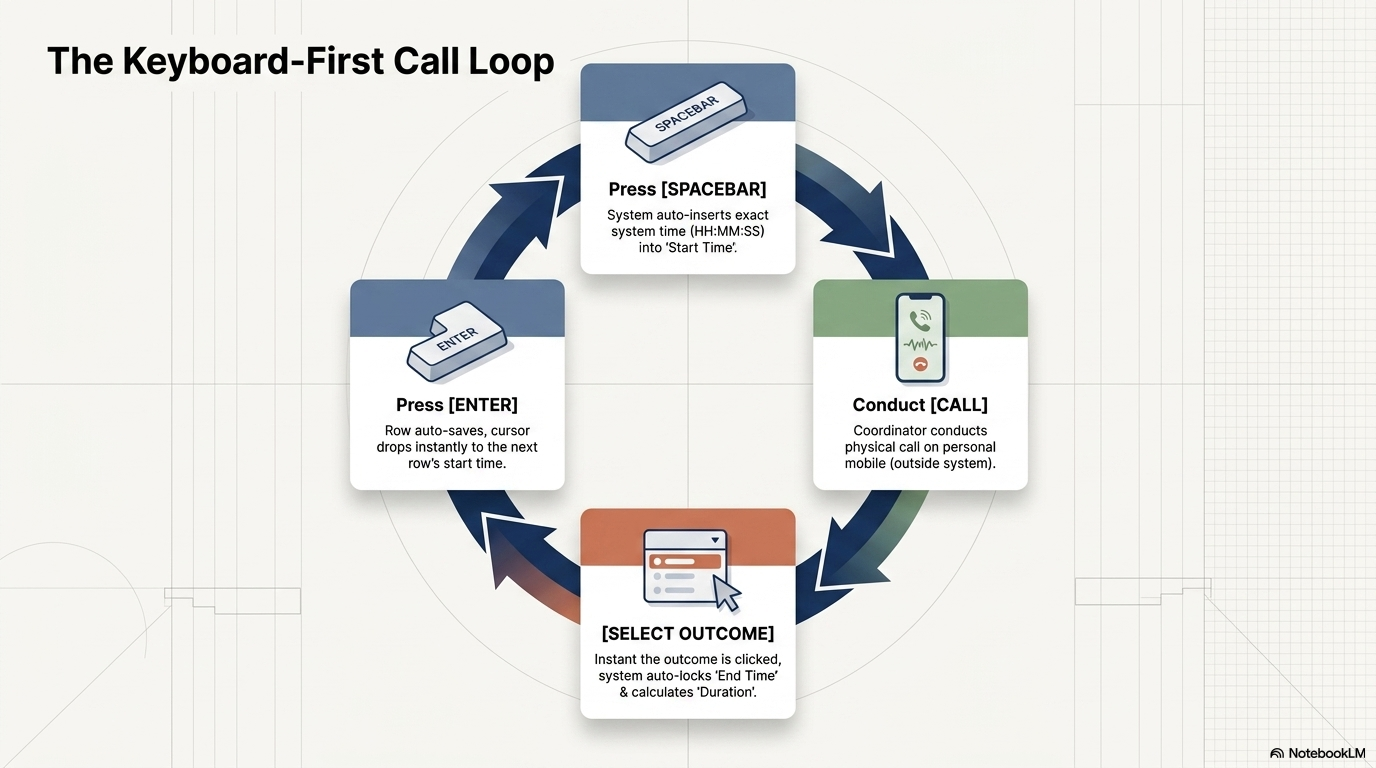 The Keyboard-First Call Loop
SPACEBAR
Press [SPACEBAR]
System auto-inserts exact
system time (HH:MM:SS)
into 'Start Time'.
Conduct [CALL]
Coordinator conducts
physical call on personal
mobile (outside system).
[SELECT OUTCOME]
Instant the outcome is clicked,
system auto-locks 'End Time'
& calculates 'Duration'.
ENTER
Press [ENTER]
Row auto-saves, cursor
drops instantly to the next
row's start time.
NotebookLM